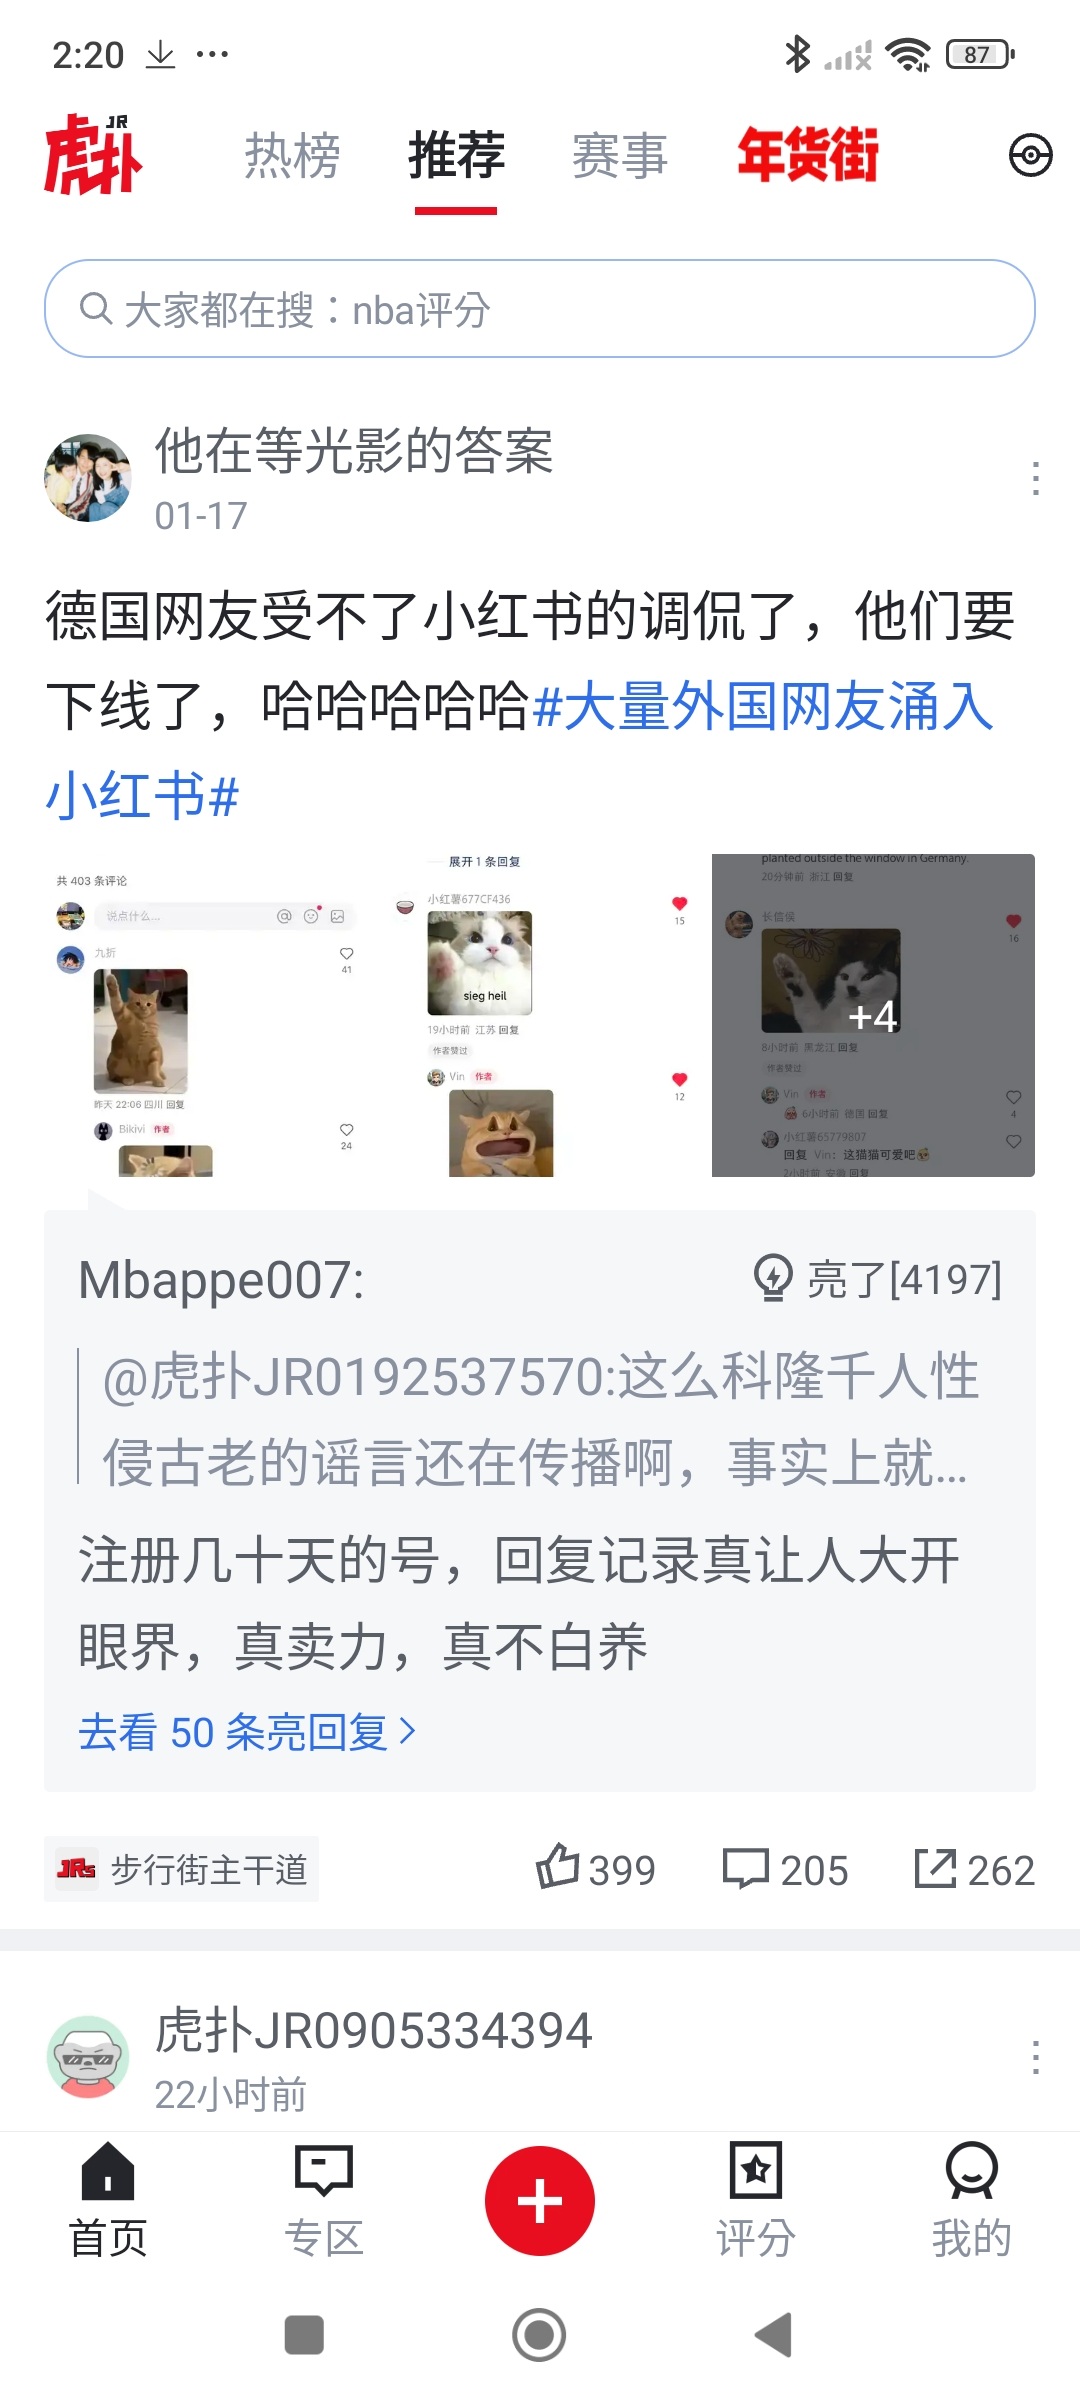 2:20
87
虎扑 JR
热榜 推荐 赛事 年货街
大家都在搜：nba评分
他在等光影的答案
01-17
德国网友受不了小红书的调侃了，他们要
下线了，哈哈哈哈哈#大量外国网友涌入
小红书#
共 403 条评论
说点什么...
九折
41
昨天 22:06 四川 回复
Bikivi 作者
24
展开 1 条回复
小红薯677CF436
15
sieg heil
19小时前 江苏 回复
作者赞过
Vin 作者
12
planted outside the window in Germany.
20分钟前 浙江 回复
长信侯
16
+4
8小时前 黑龙江 回复
作者赞过
Vin 作者
6小时前 德国 回复
4
小红薯65779807
回复 Vin：这猫猫可爱吧
2小时前 安徽 回复
Mbappe007:
亮了[4197]
@虎扑JR0192537570:这么科隆千人性
侵古老的谣言还在传播啊，事实上就...
注册几十天的号，回复记录真让人大开
眼界，真卖力，真不白养
去看 50 条亮回复
JRs 步行街主干道
399
205
262
虎扑JR0905334394
22小时前
首页 专区 评分 我的